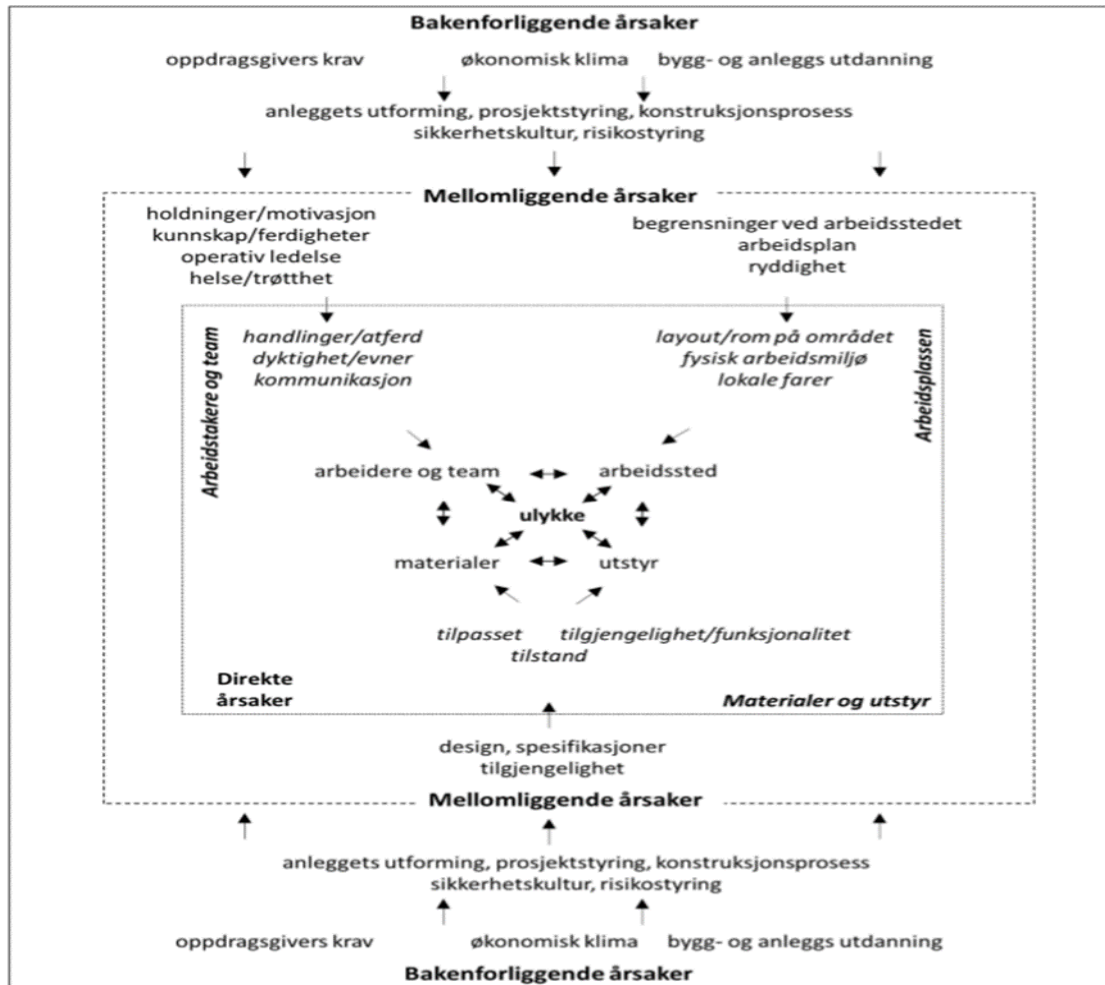 Bakenforliggende årsaker
oppdragsgivers krav økonomisk klima bygg- og anleggs utdanning
anleggets utforming, prosjektstyring, konstruksjonsprosess
sikkerhetskultur, risikostyring
Mellomliggende årsaker
holdninger/motivasjon
kunnskap/ferdigheter
operativ ledelse
helse/trøtthet
begrensninger ved arbeidsstedet
arbeidsplan
ryddighet
Arbeidstakere og team
handlinger/atferd
dyktighet/evner
kommunikasjon
layout/rom på området
fysisk arbeidsmiljø
lokale farer
Arbeidsplassen
arbeidere og team arbeidssted
ulykke
materialer utstyr
tilpasset tilgjengelighet/funksjonalitet
tilstand
Direkte
årsaker
Materialer og utstyr
design, spesifikasjoner
tilgjengelighet
Mellomliggende årsaker
anleggets utforming, prosjektstyring, konstruksjonsprosess
sikkerhetskultur, risikostyring
oppdragsgivers krav økonomisk klima bygg- og anleggs utdanning
Bakenforliggende årsaker